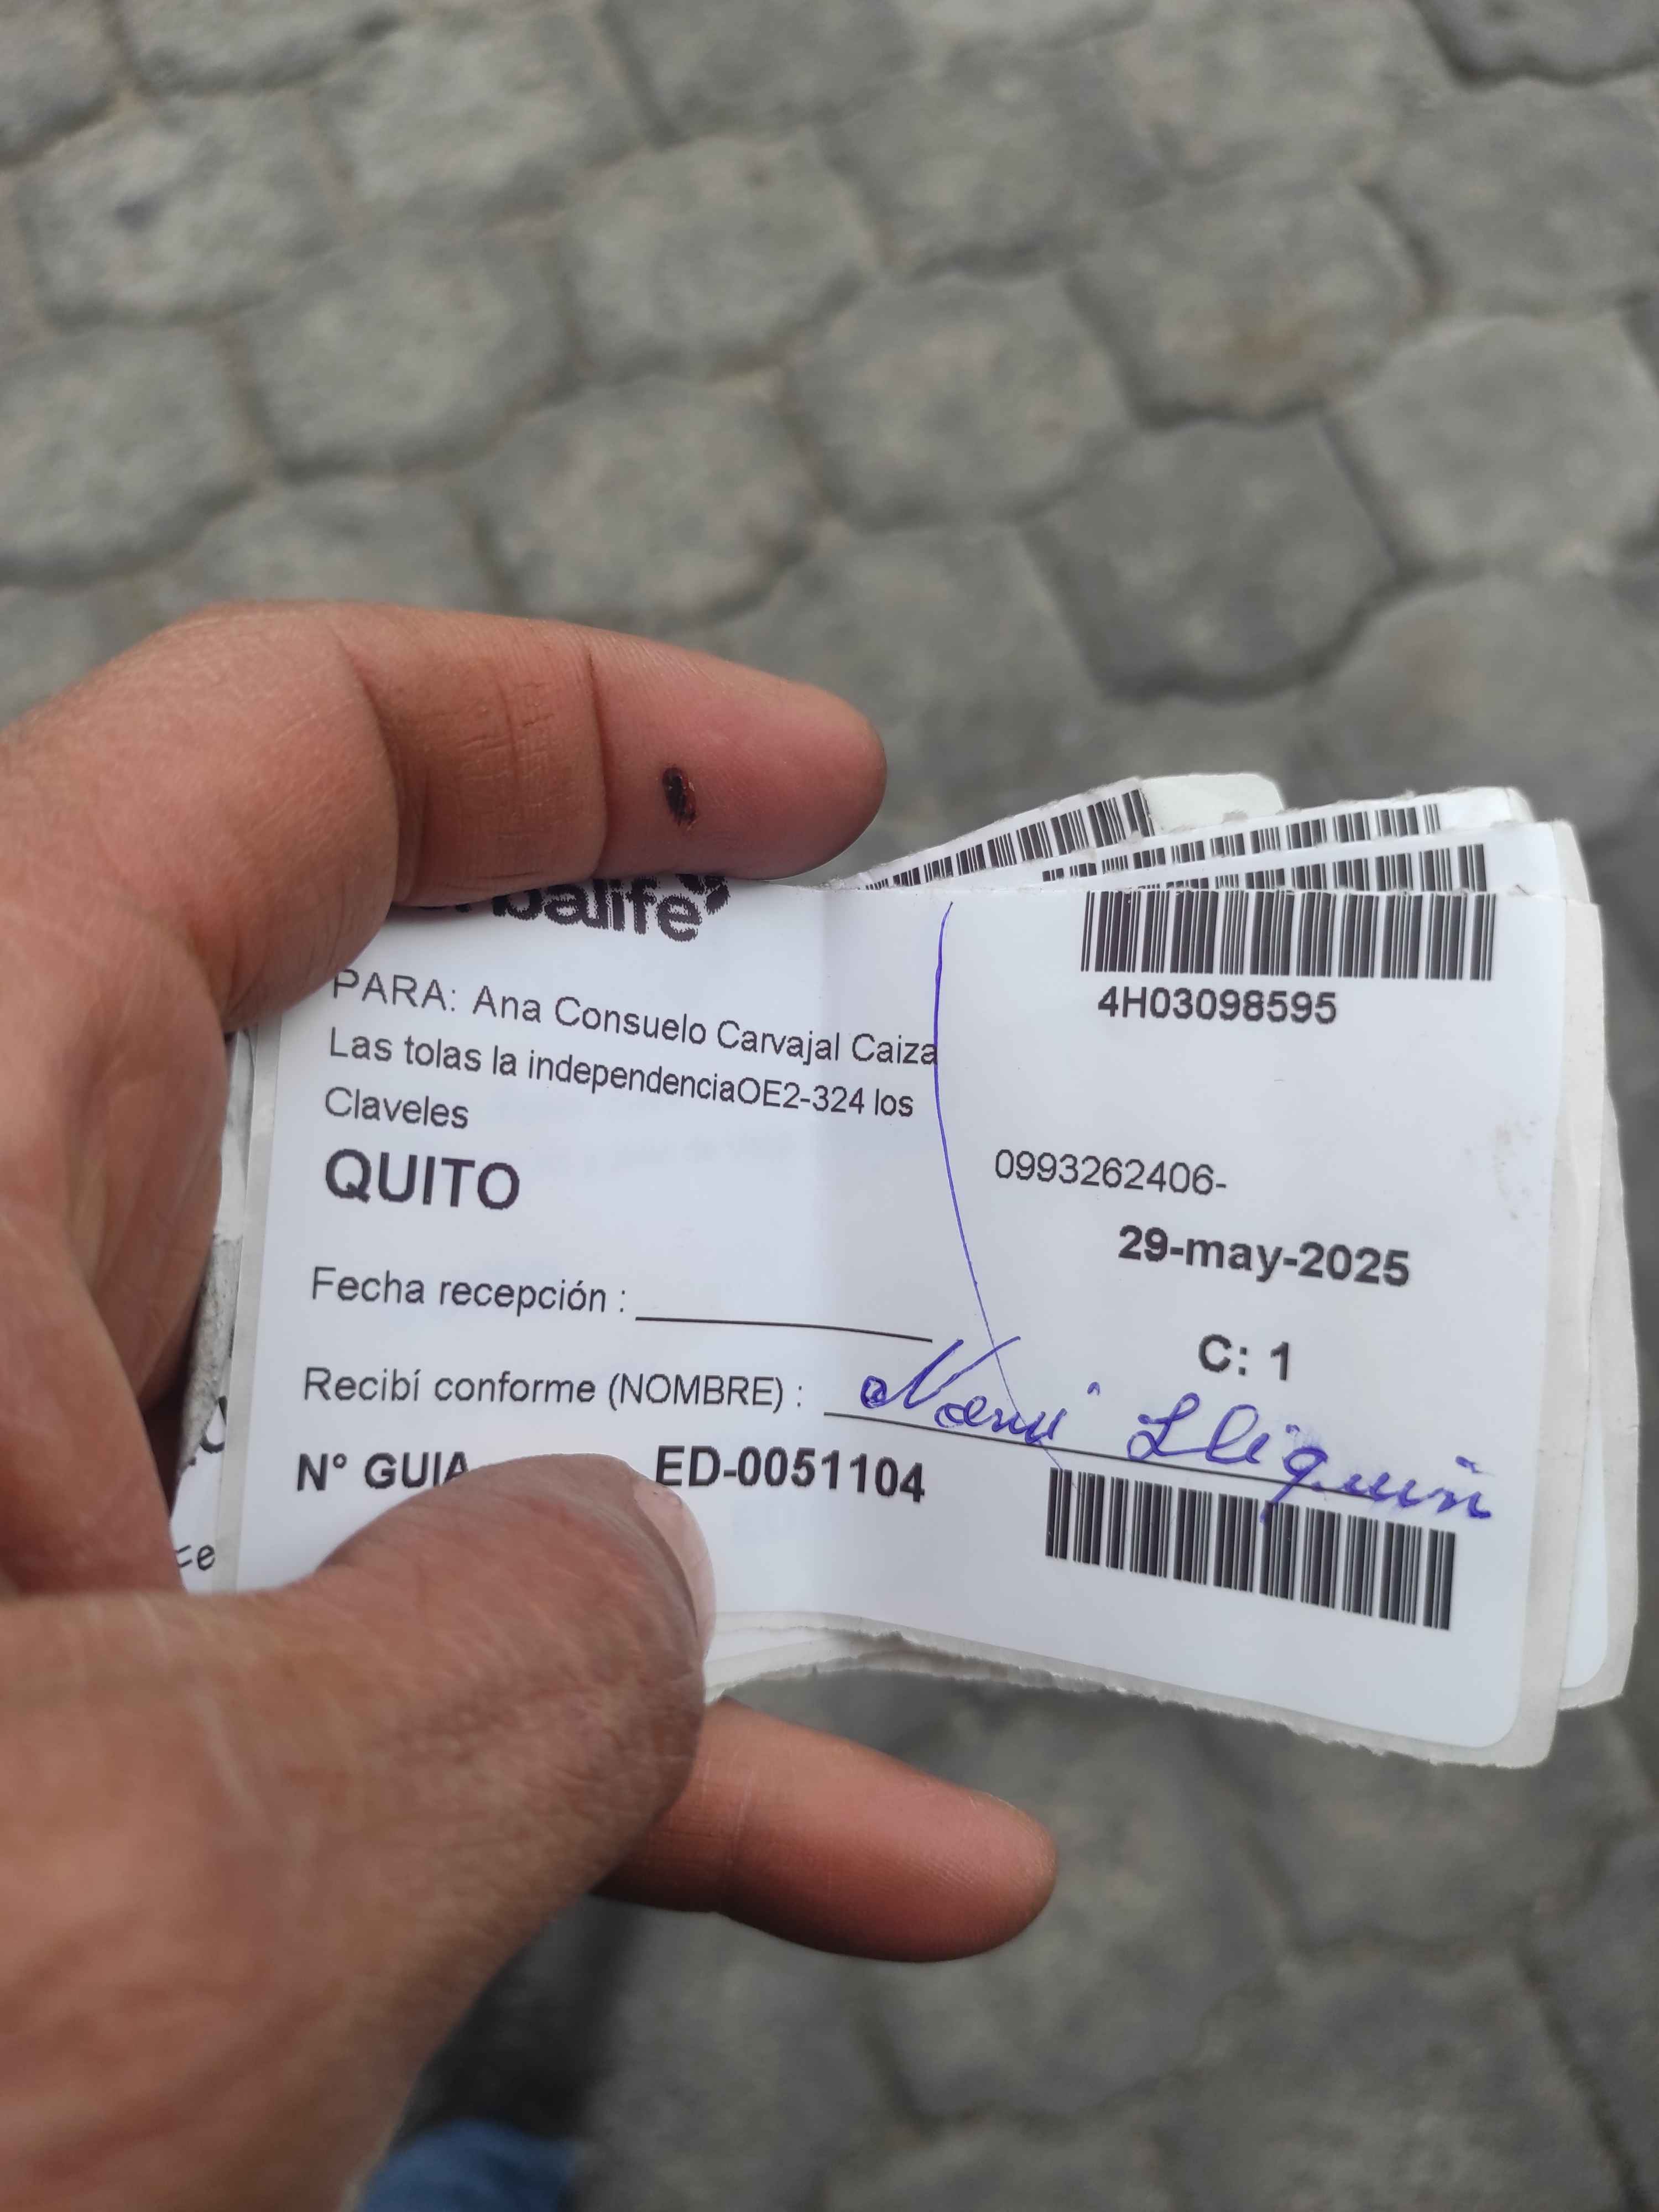 balife
PARA: Ana Consuelo Carvajal Caiza
Las tolas la independenciaOE2-324 los
Claveles
QUITO
4H03098595
0993262406-
29-may-2025
C: 1
Fecha recepción :
Recibí conforme (NOMBRE) :
N° GUIA ED-0051104